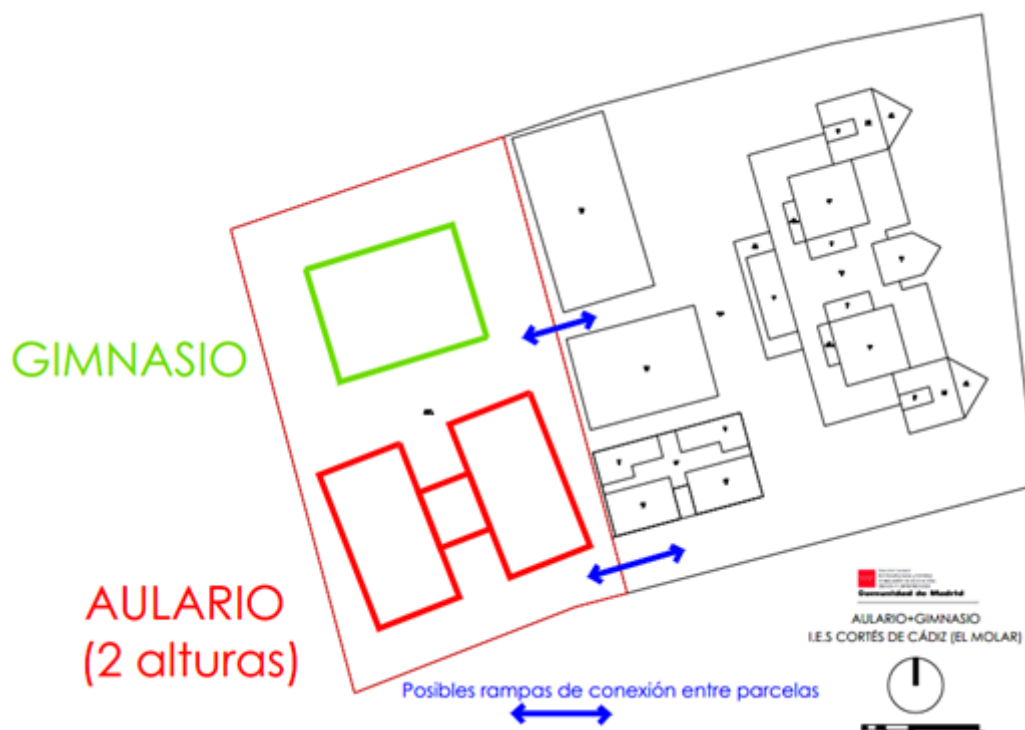 GIMNASIO
AULARIO
(2 alturas)
Posibles rampas de conexión entre parcelas
Comunidad de Madrid
AULARIO+GIMNASIO
I.E.S CORTÉS DE CÁDIZ (EL MOLAR)